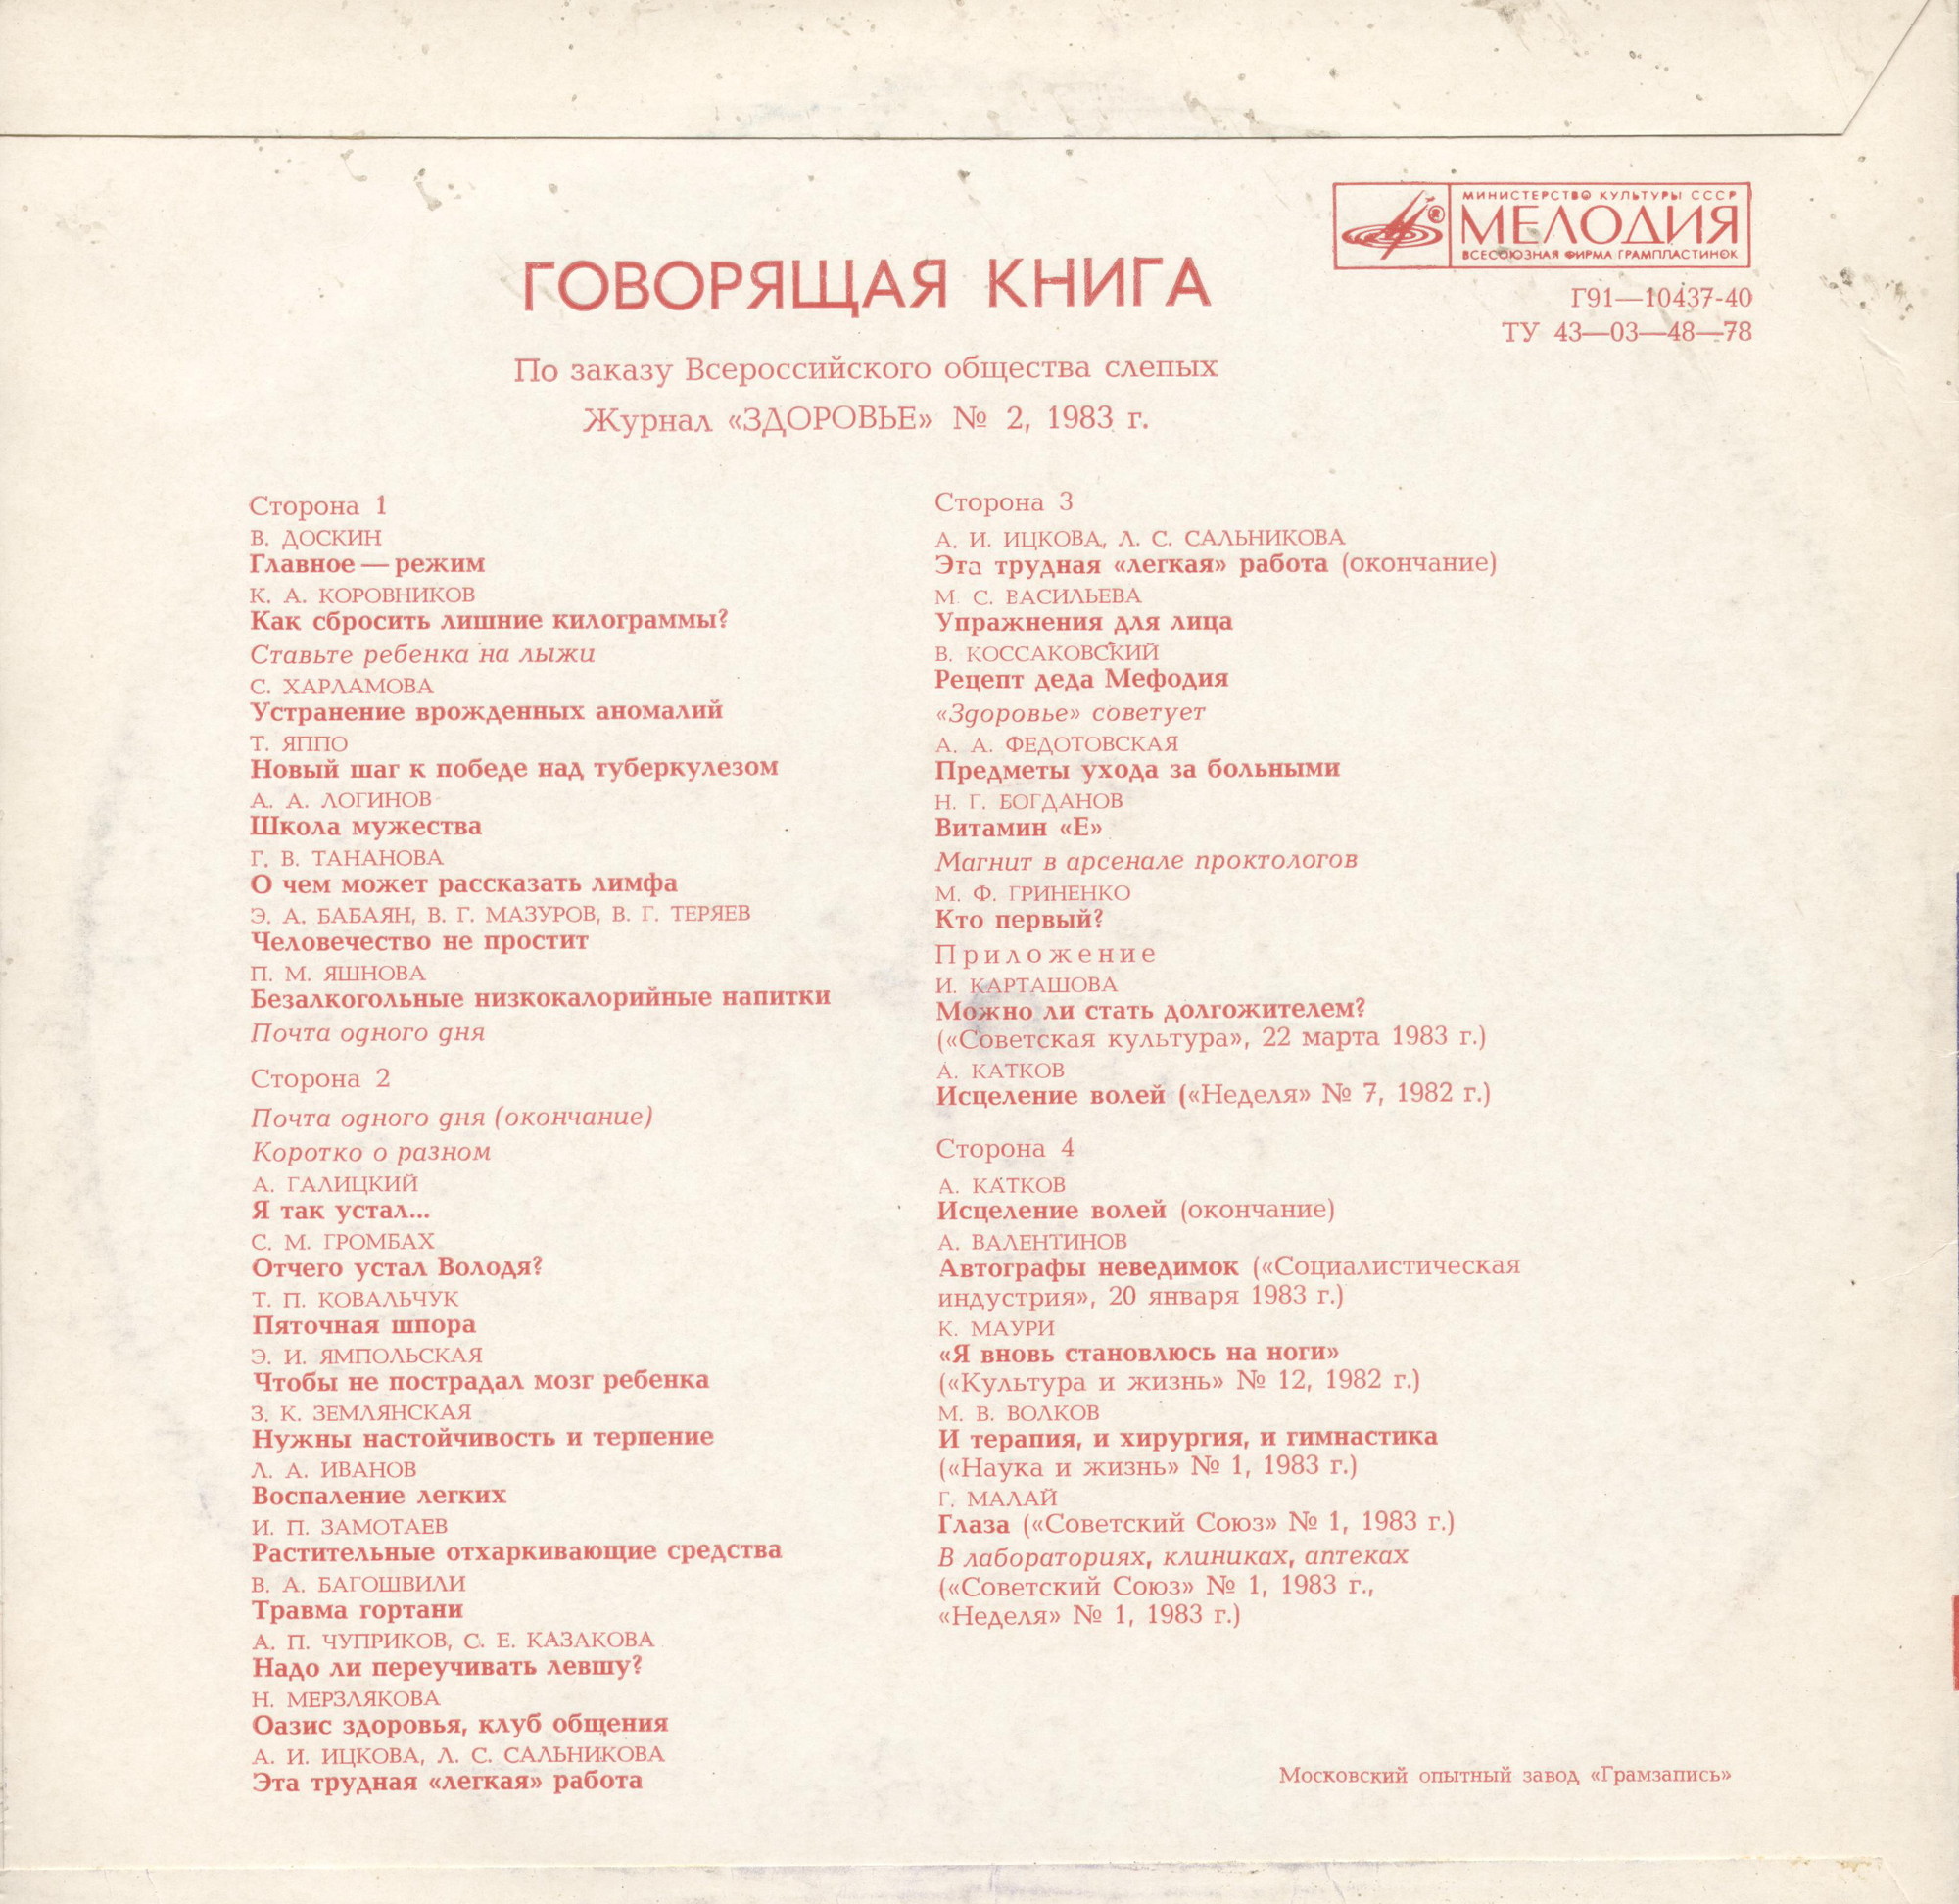 МИНИСТЕРСТВО КУЛЬТУРЫ СССР
МЕЛОДИЯ
ВСЕСОЮЗНАЯ ФИРМА ГРАМПЛАСТИНОК
ГОВОРЯЩАЯ КНИГА
Г91—10437-40
ТУ 43—03—48—78
По заказу Всероссийского общества слепых
Журнал «ЗДОРОВЬЕ» № 2, 1983 г.
Сторона 1
В. ДОСКИН
Главное — режим
К. А. КОРОВНИКОВ
Как сбросить лишние килограммы?
Ставьте ребенка на лыжи
С. ХАРЛАМОВА
Устранение врожденных аномалий
Т. ЯППО
Новый шаг к победе над туберкулезом
А. А. ЛОГИНОВ
Школа мужества
Г. В. ТАНАНОВА
О чем может рассказать лимфа
Э. А. БАБАЯН, В. Г. МАЗУРОВ, В. Г. ТЕРЯЕВ
Человечество не простит
П. М. ЯШНОВА
Безалкогольные низкокалорийные напитки
Почта одного дня
Сторона 2
Почта одного дня (окончание)
Коротко о разном
А. ГАЛИЦКИЙ
Я так устал...
С. М. ГРОМБАХ
Отчего устал Володя?
Т. П. КОВАЛЬЧУК
Пяточная шпора
Э. И. ЯМПОЛЬСКАЯ
Чтобы не пострадал мозг ребенка
З. К. ЗЕМЛЯНСКАЯ
Нужны настойчивость и терпение
Л. А. ИВАНОВ
Воспаление легких
И. П. ЗАМОТАЕВ
Растительные отхаркивающие средства
В. А. БАГОШВИЛИ
Травма гортани
А. П. ЧУПРИКОВ, С. Е. КАЗАКОВА
Надо ли переучивать левшу?
Н. МЕРЗЛЯКОВА
Оазис здоровья, клуб общения
А. И. ИЦКОВА, Л. С. САЛЬНИКОВА
Эта трудная «легкая» работа
Сторона 3
А. И. ИЦКОВА, Л. С. САЛЬНИКОВА
Эта трудная «легкая» работа (окончание)
М. С. ВАСИЛЬЕВА
Упражнения для лица
В. КОССАКОВСКИЙ
Рецепт деда Мефодия
«Здоровье» советует
А. А. ФЕДОТОВСКАЯ
Предметы ухода за больными
Н. Г. БОГДАНОВ
Витамин «Е»
Магнит в арсенале проктологов
М. Ф. ГРИНЕНКО
Кто первый?
Приложение
И. КАРТАШОВА
Можно ли стать долгожителем?
(«Советская культура», 22 марта 1983 г.)
А. КАТКОВ
Исцеление волей («Неделя» № 7, 1982 г.)
Сторона 4
А. КАТКОВ
Исцеление волей (окончание)
А. ВАЛЕНТИНОВ
Автографы неведимок («Социалистическая
индустрия», 20 января 1983 г.)
К. МАУРИ
«Я вновь становлюсь на ноги»
(«Культура и жизнь» № 12, 1982 г.)
М. В. ВОЛКОВ
И терапия, и хирургия, и гимнастика
(«Наука и жизнь» № 1, 1983 г.)
Г. МАЛАЙ
Глаза («Советский Союз» № 1, 1983 г.)
В лабораториях, клиниках, аптеках
(«Советский Союз» № 1, 1983 г.,
«Неделя» № 1, 1983 г.)
Московский опытный завод «Грамзапись»